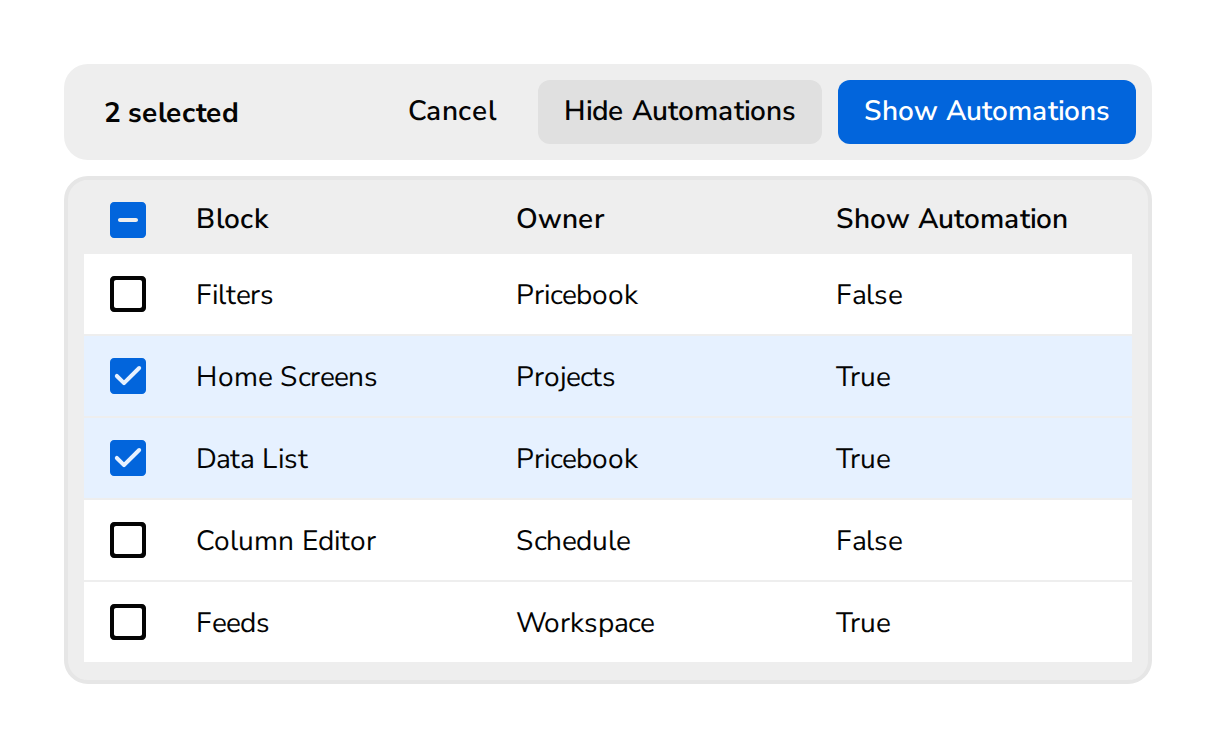 2 selected Cancel Hide Automations Show Automations
Block Owner Show Automation
Filters Pricebook False
Home Screens Projects True
Data List Pricebook True
Column Editor Schedule False
Feeds Workspace True